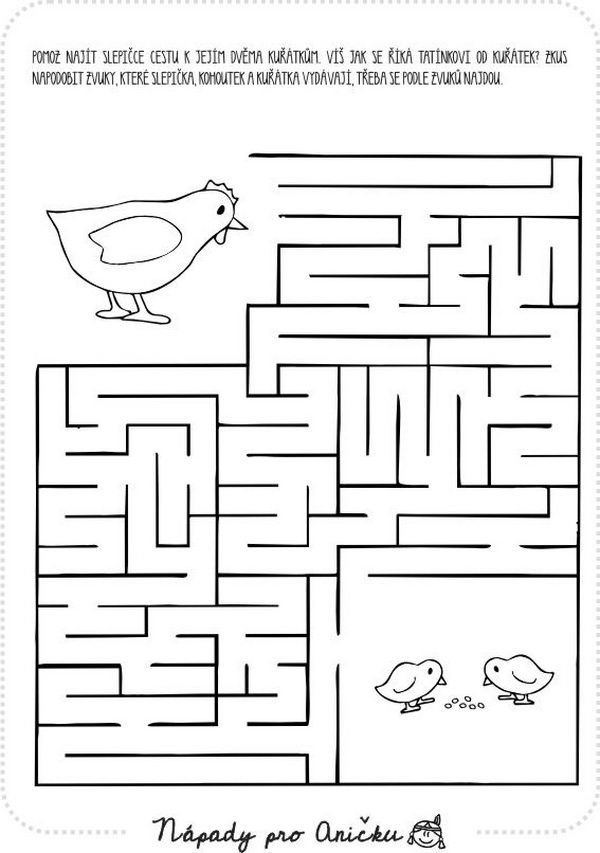 POMOZ NAJÍT SLEPIČCE CESTU K JEJÍM DVĚMA KUŘÁTKŮM. VÍŠ JAK SE ŘÍKÁ TATÍNKOVI OD KUŘÁTEK? ZKUS
NAPODOBIT ZVUKY, KTERÉ SLEPIČKA, KOHOUTEK A KUŘÁTKA VYDÁVAJÍ, TŘEBA SE PODLE ZVUKŮ NAJDOU.
Nápady pro Aničku